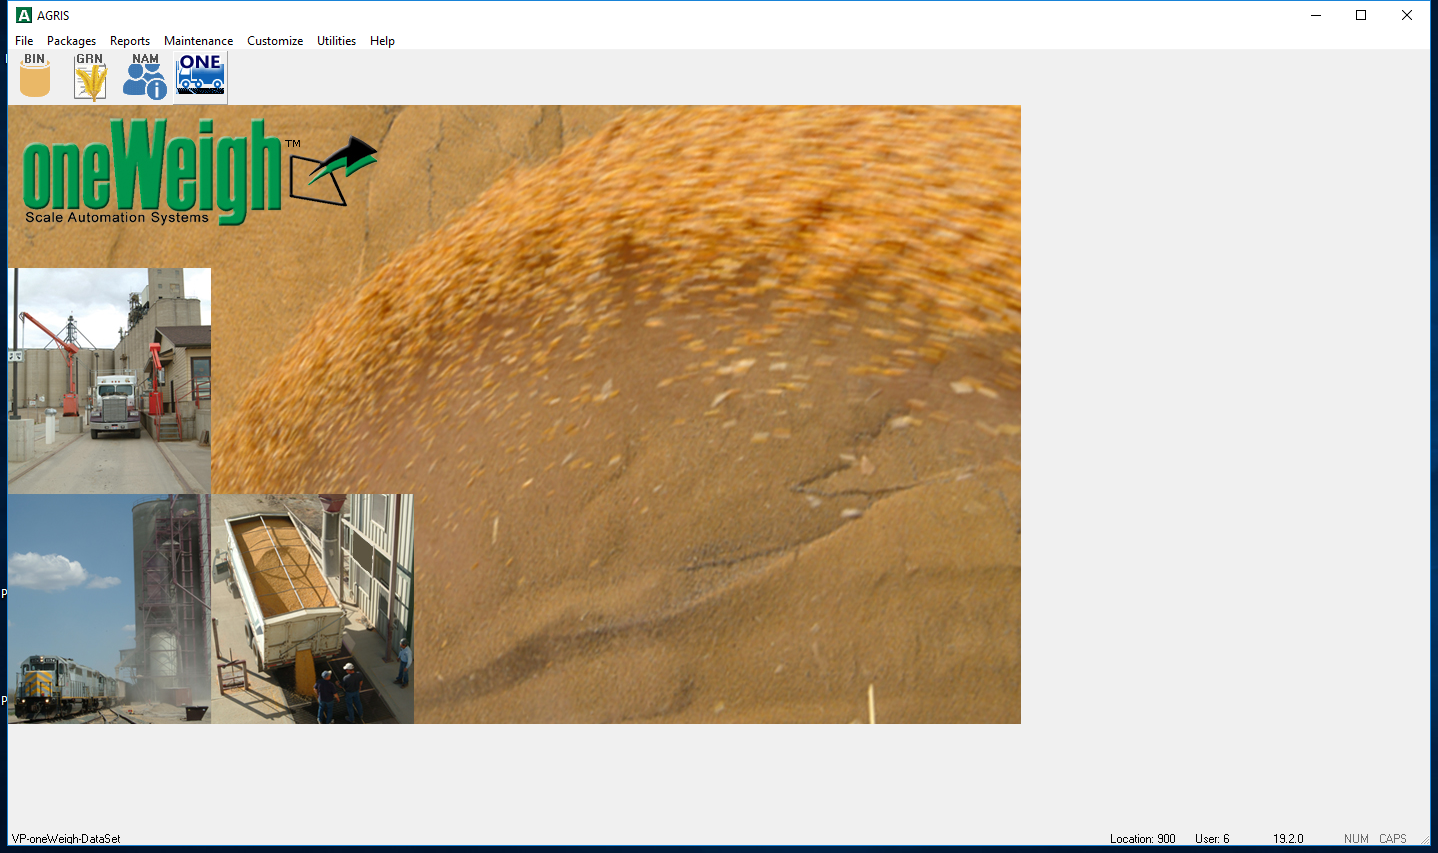 AGRIS
File Packages Reports Maintenance Customize Utilities Help
BIN GRN NAM ONE
oneWeigh™
Scale Automation Systems
P
P
VP-oneWeigh-DataSet Location: 900 User: 6 19.2.0 NUM CAPS